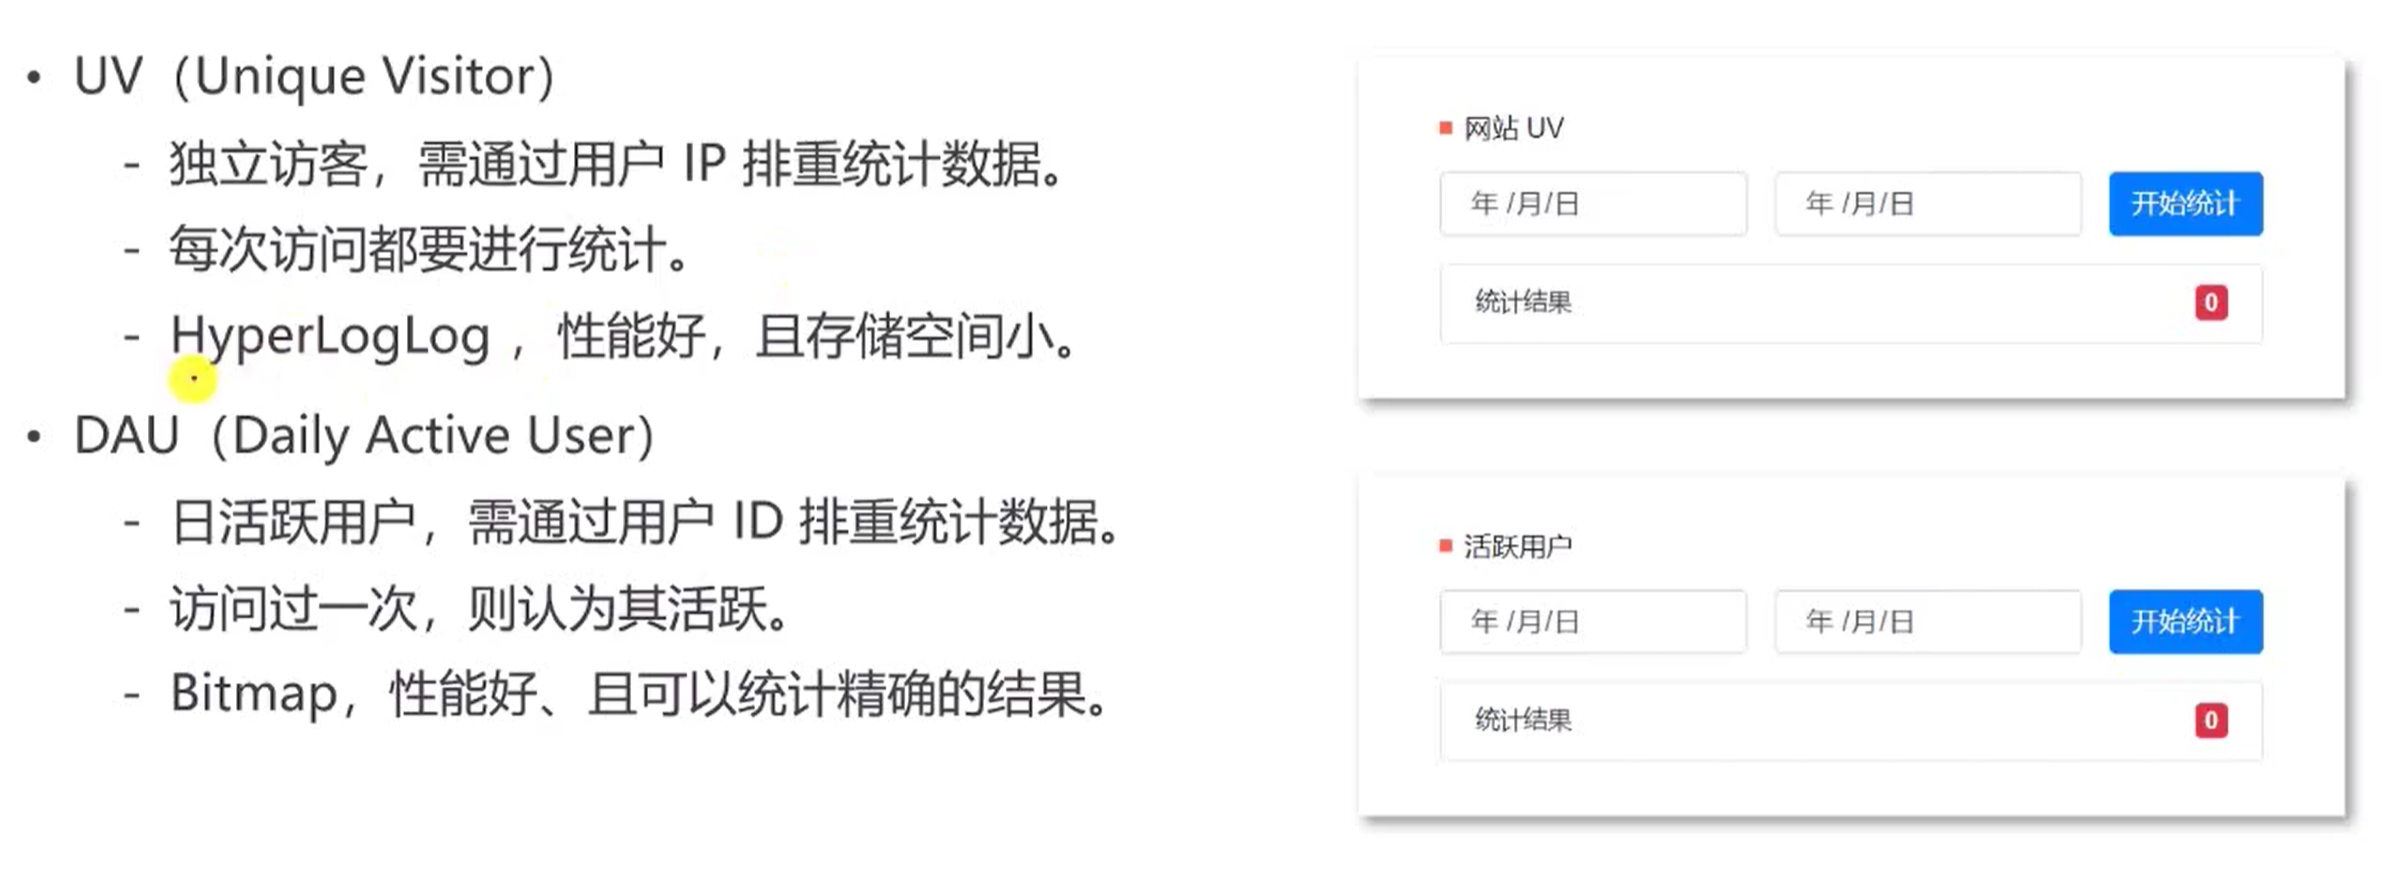 • UV（Unique Visitor）
- 独立访客，需通过用户 IP 排重统计数据。
- 每次访问都要进行统计。
- HyperLogLog ，性能好，且存储空间小。
• DAU（Daily Active User）
- 日活跃用户，需通过用户 ID 排重统计数据。
- 访问过一次，则认为其活跃。
- Bitmap，性能好、且可以统计精确的结果。
网站 UV
年 /月/日 年 /月/日 开始统计
统计结果 0
活跃用户
年 /月/日 年 /月/日 开始统计
统计结果 0